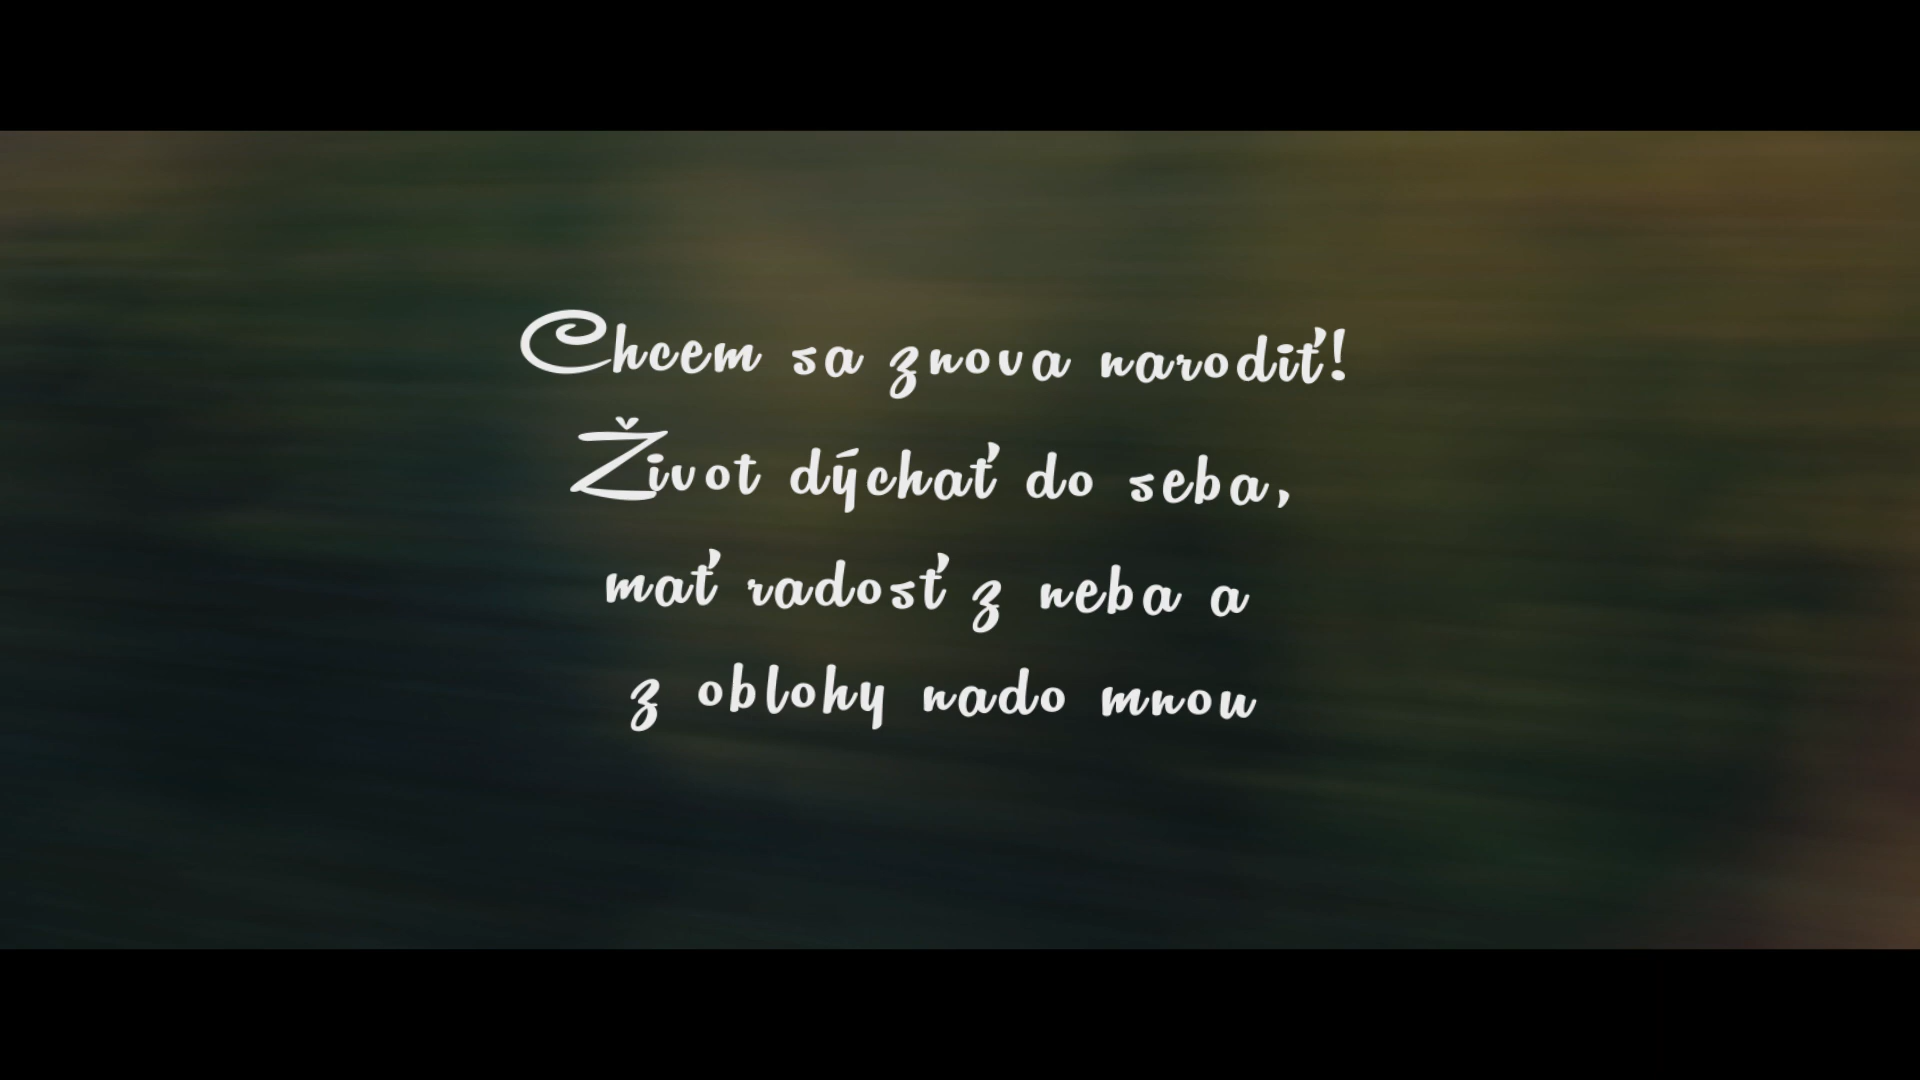 Chcem sa znova narodiť!
Život dýchať do seba,
mať radosť z neba a
z oblohy nado mnou